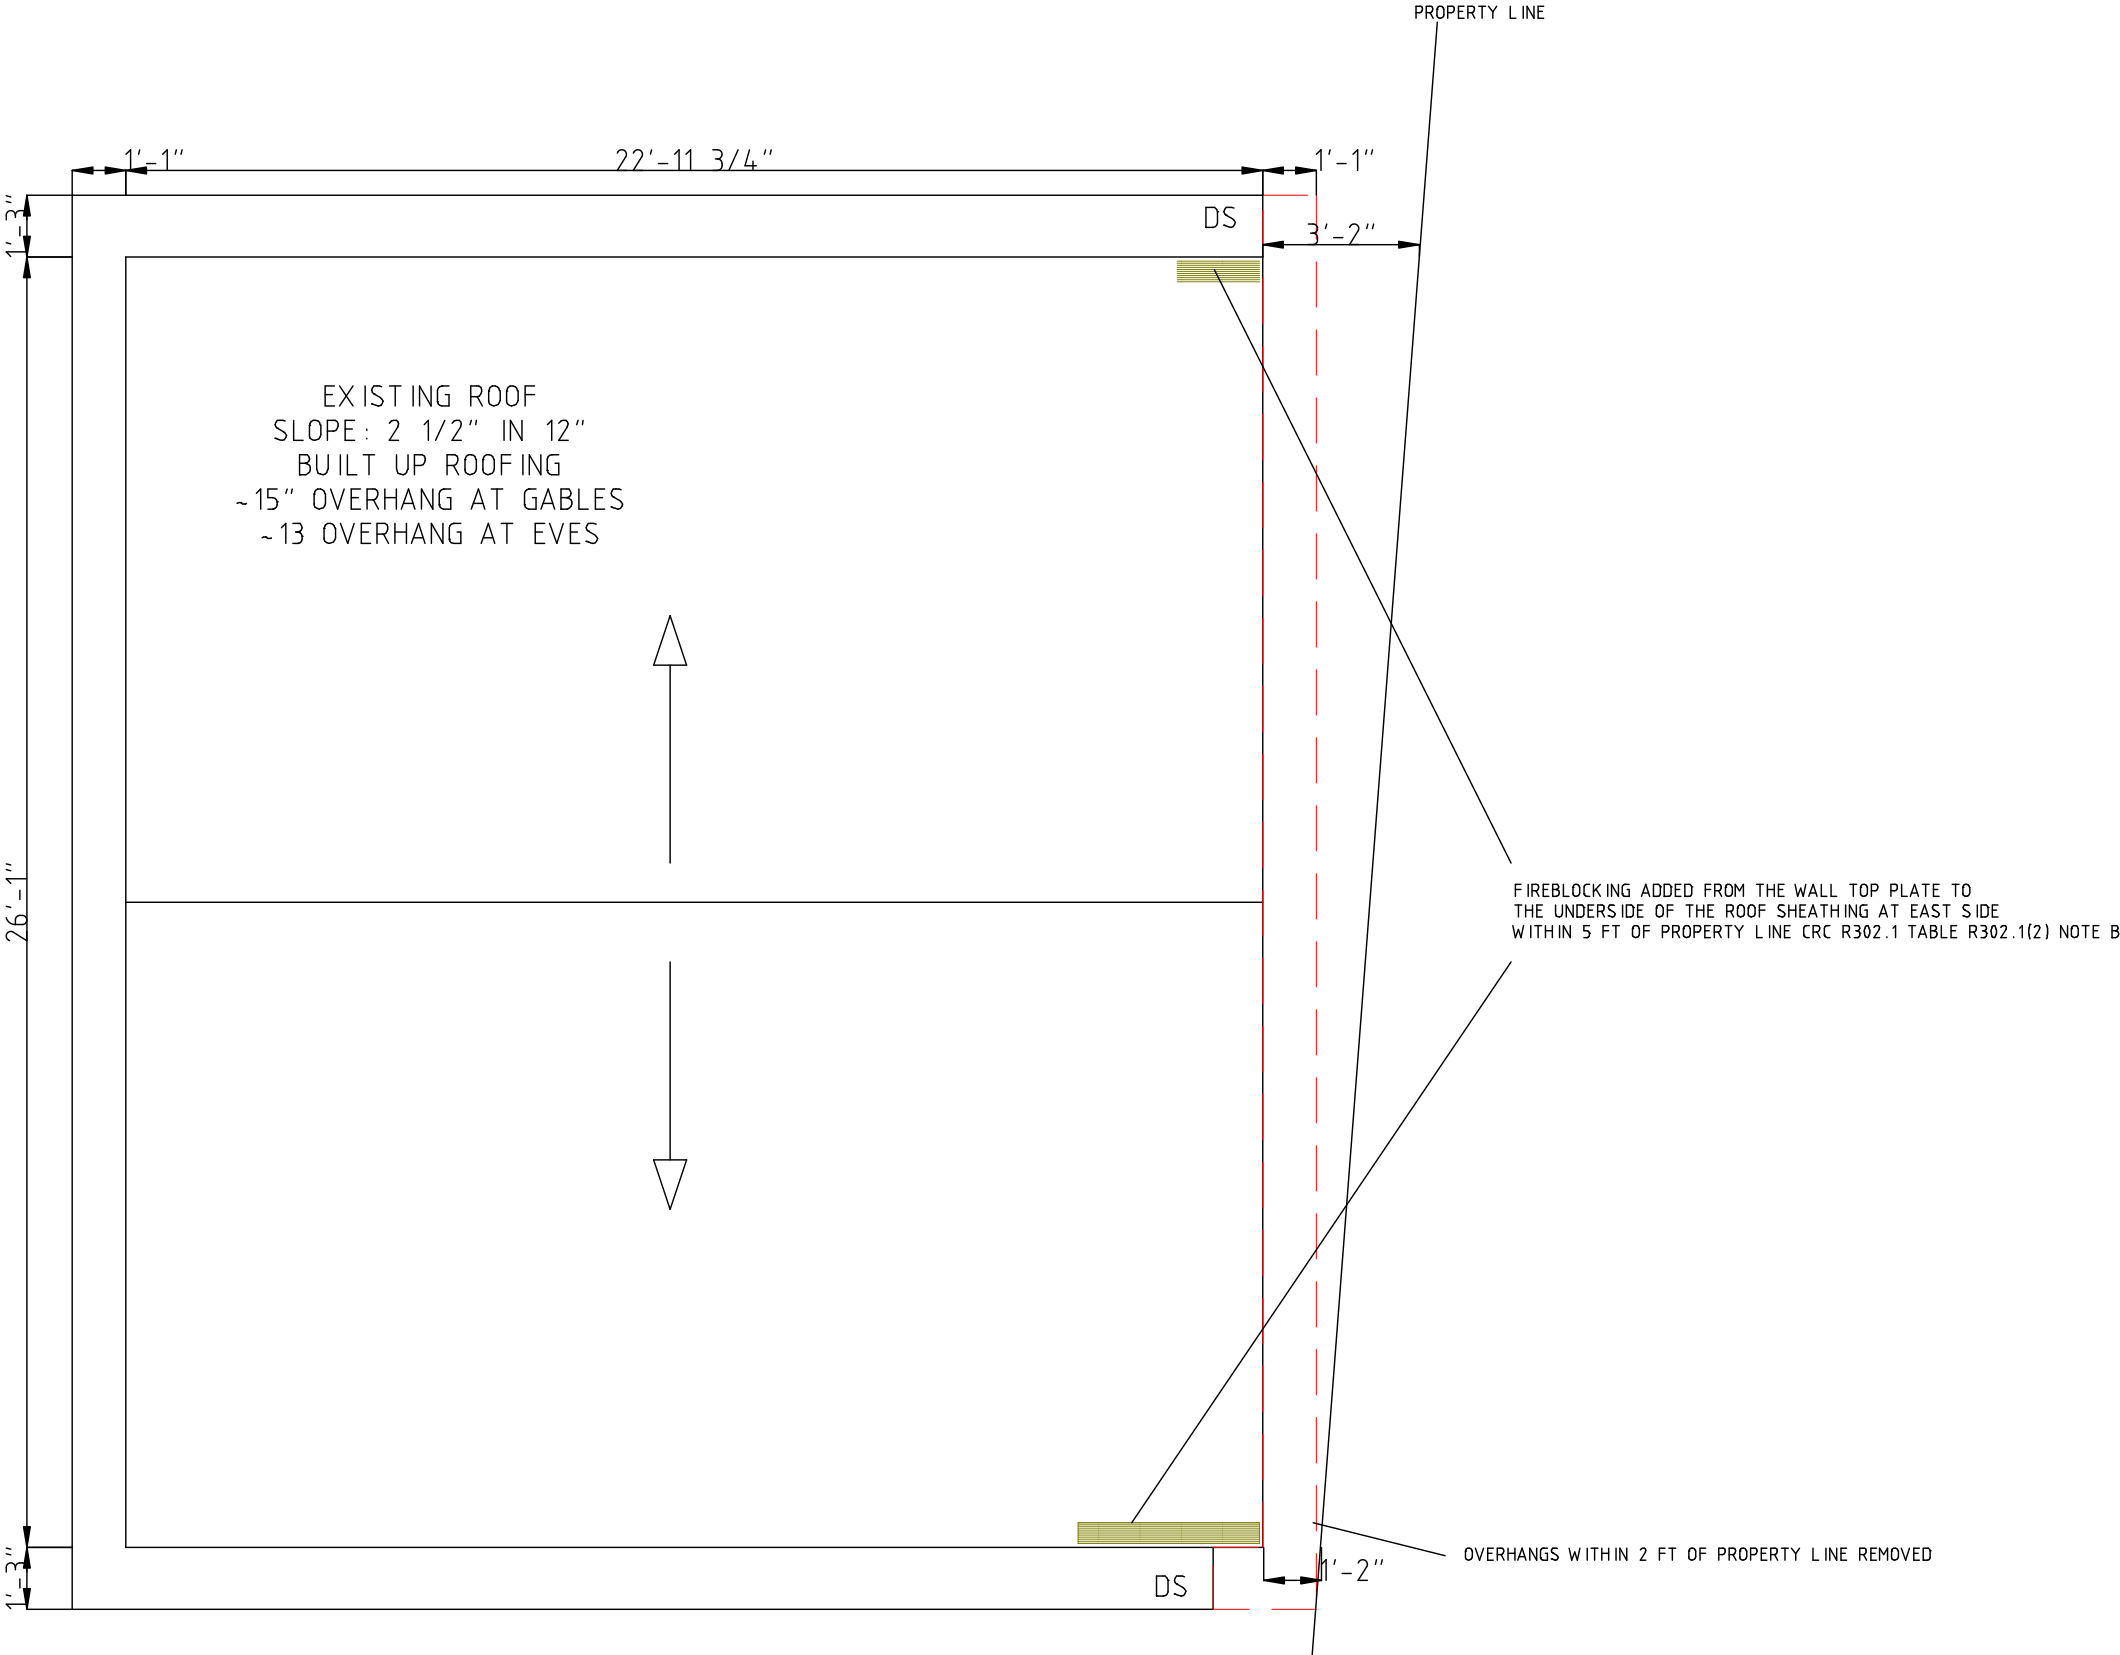 PROPERTY LINE
1'-1"
22'-11 3/4"
1'-1"
1'-3"
DS
3'-2"
EXISTING ROOF
SLOPE: 2 1/2" IN 12"
BUILT UP ROOFING
~15" OVERHANG AT GABLES
~13 OVERHANG AT EVES
26'-1"
FIREBLOCKING ADDED FROM THE WALL TOP PLATE TO
THE UNDERSIDE OF THE ROOF SHEATHING AT EAST SIDE
WITHIN 5 FT OF PROPERTY LINE CRC R302.1 TABLE R302.1(2) NOTE B
OVERHANGS WITHIN 2 FT OF PROPERTY LINE REMOVED
1'-3"
DS
1'-2"